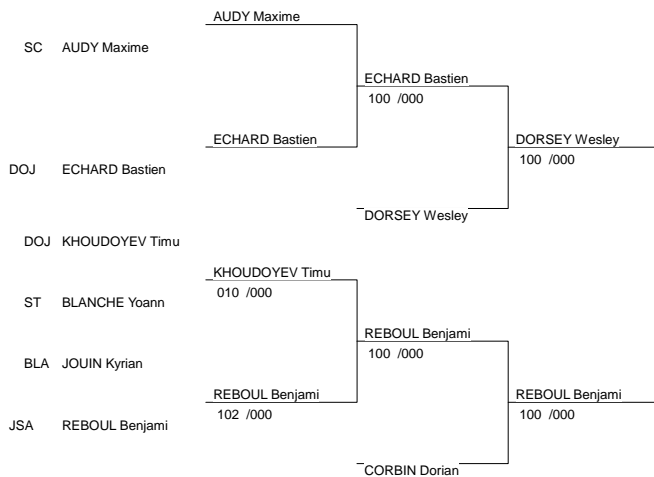 AUDY Maxime
SC AUDY Maxime
ECHARD Bastien
100 /000
ECHARD Bastien
DORSEY Wesley
100 /000
DOJ ECHARD Bastien
DORSEY Wesley
DOJ KHOUDOYEV Timu
KHOUDOYEV Timu
010 /000
ST BLANCHE Yoann
REBOUL Benjami
100 /000
BLA JOUIN Kyrian
REBOUL Benjami
102 /000
REBOUL Benjami
100 /000
JSA REBOUL Benjami
CORBIN Dorian